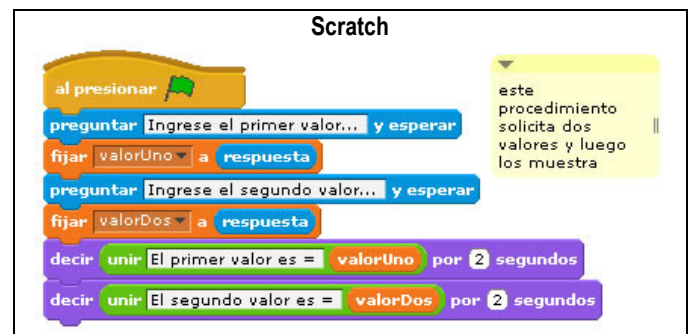 Scratch
al presionar
preguntar Ingrese el primer valor... y esperar
fijar valorUno a respuesta
preguntar Ingrese el segundo valor... y esperar
fijar valorDos a respuesta
decir unir El primer valor es = valorUno por 2 segundos
decir unir El segundo valor es = valorDos por 2 segundos
este
procedimiento
solicita dos
valores y luego
los muestra